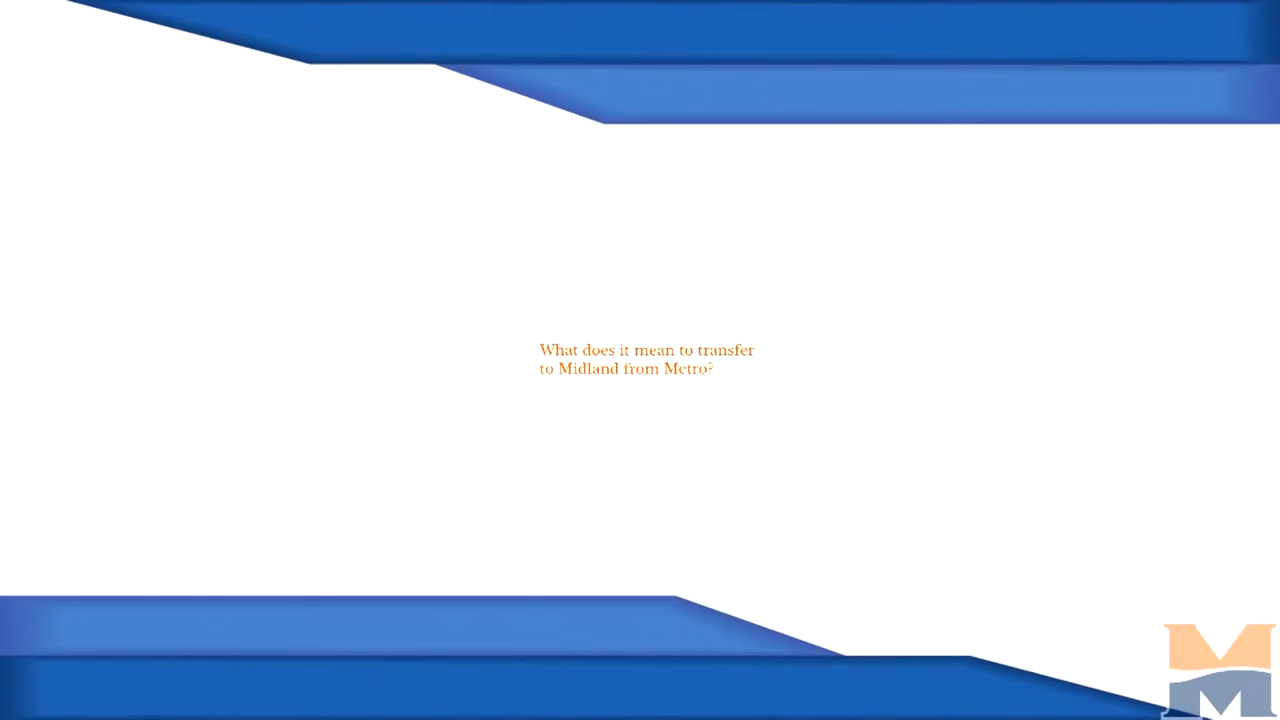 What does it mean to transfer
to Midland from Metro?